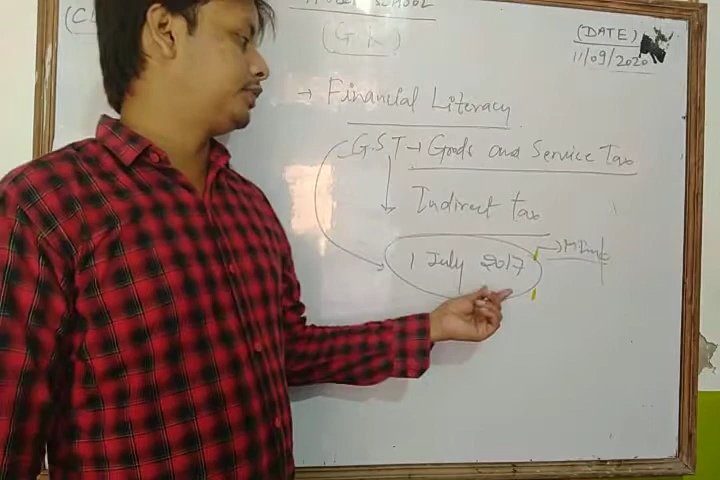 SCHOOL
(G K)
(DATE)
11/09/2020
→ Financial Literacy
G.S.T → Goods and Service Tax
Indirect tax
1 July 2017